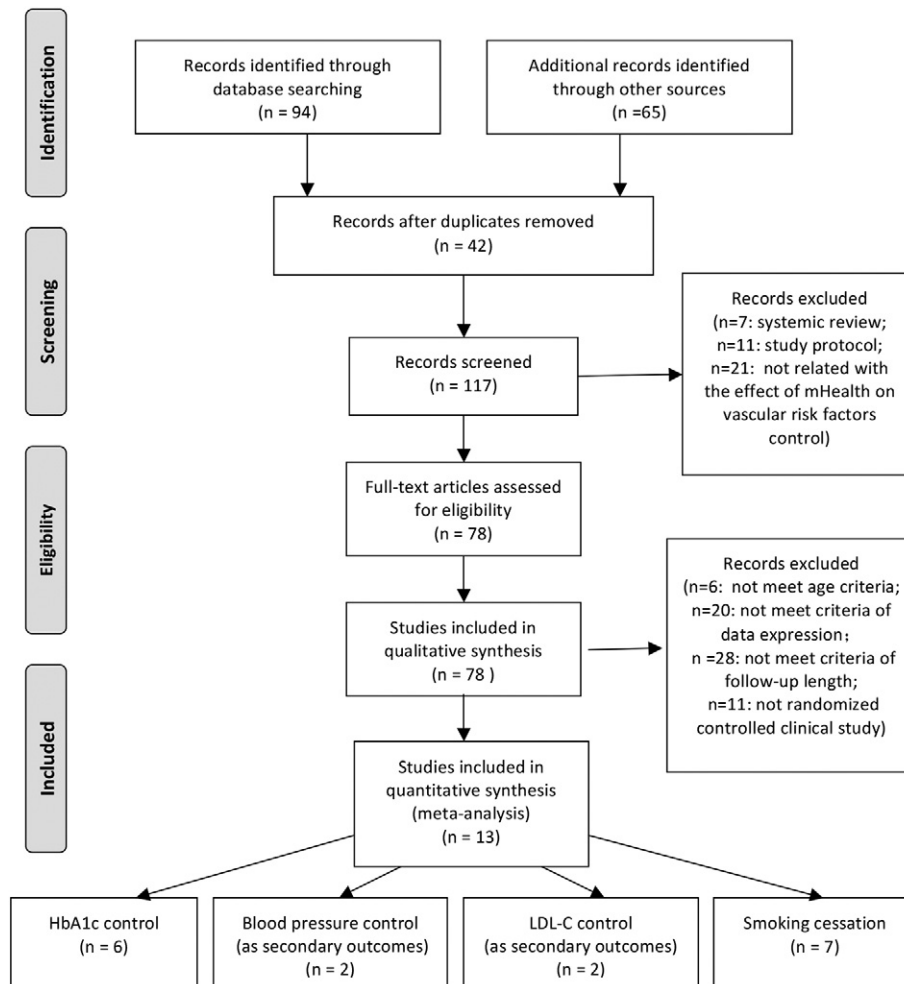 Identification
Records identified through
database searching
(n = 94)
Additional records identified
through other sources
(n =65)
Records after duplicates removed
(n = 42)
Screening
Records screened
(n = 117)
Records excluded
(n=7: systemic review;
n=11: study protocol;
n=21: not related with
the effect of mHealth on
vascular risk factors
control)
Eligibility
Full-text articles assessed
for eligibility
(n = 78)
Studies included in
qualitative synthesis
(n = 78 )
Records excluded
(n=6: not meet age criteria;
n=20: not meet criteria of
data expression;
n =28: not meet criteria of
follow-up length;
n=11: not randomized
controlled clinical study)
Included
Studies included in
quantitative synthesis
(meta-analysis)
(n = 13)
HbA1c control
(n = 6)
Blood pressure control
(as secondary outcomes)
(n = 2)
LDL-C control
(as secondary outcomes)
(n = 2)
Smoking cessation
(n = 7)